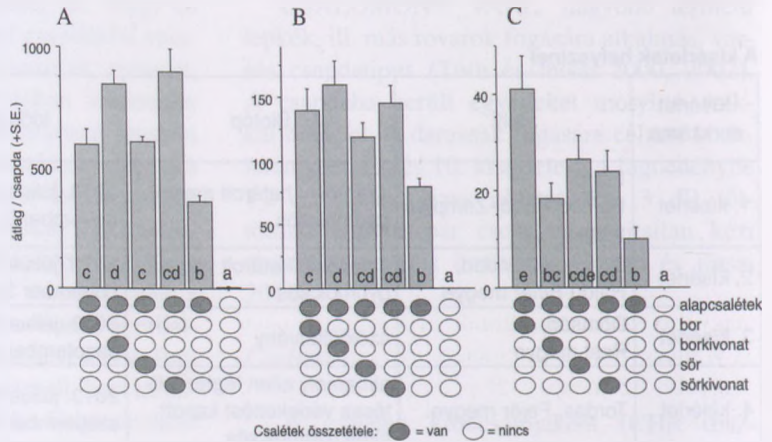 A B C
1000
500
0
150
100
50
0
40
20
átlag / csapda (+S.E.)
c d c cd b a
c d cd cd b a
e bc cde cd b a
alapcsalétek
bor
borkivonat
sör
sörkivonat
Csalétek összetétele: = van = nincs